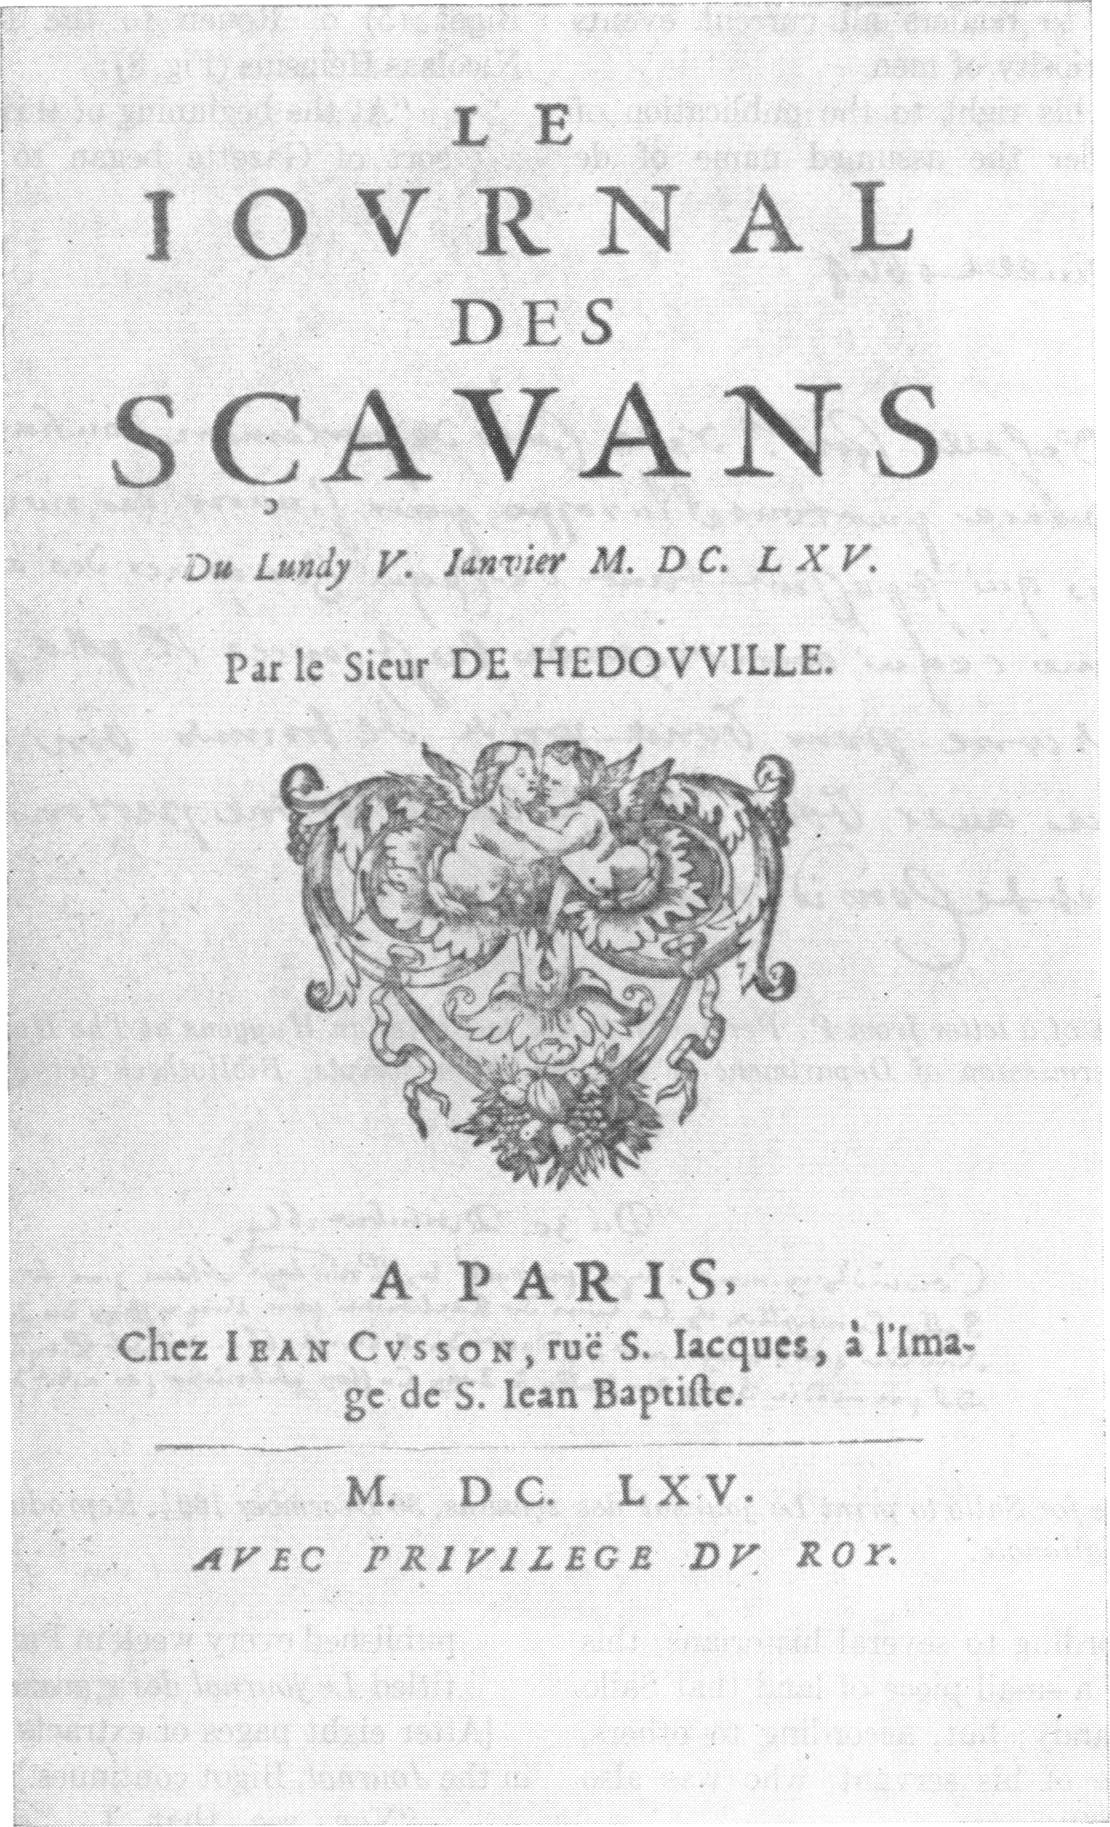 LE
IOVRNAL
DES
SÇAVANS
Du Lundy V. Ianvier M. DC. LXV.
Par le Sieur DE HEDOVVILLE.
A PARIS,
Chez IEAN CVSSON, ruë S. Iacques, à l'Ima-
ge de S. Iean Baptiſte.
M. DC. LXV.
AVEC PRIVILEGE DV ROY.